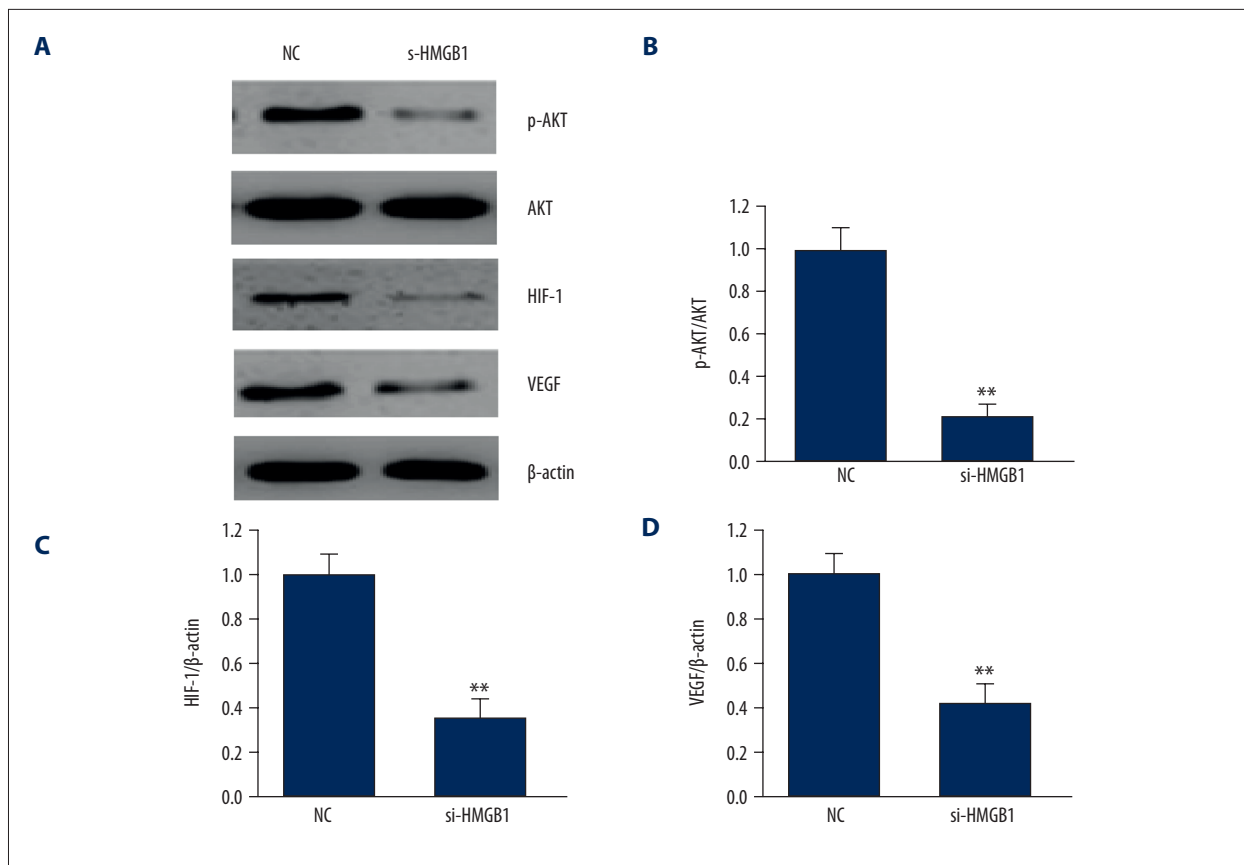 A
NC s-HMGB1
p-AKT
AKT
HIF-1
VEGF
β-actin
B
1.2
1.0
0.8
0.6
0.4
0.2
0.0
p-AKT/AKT
**
NC si-HMGB1
C
1.2
1.0
0.8
0.6
0.4
0.2
0.0
HIF-1/β-actin
**
NC si-HMGB1
D
1.2
1.0
0.8
0.6
0.4
0.2
0.0
VEGF/β-actin
**
NC si-HMGB1